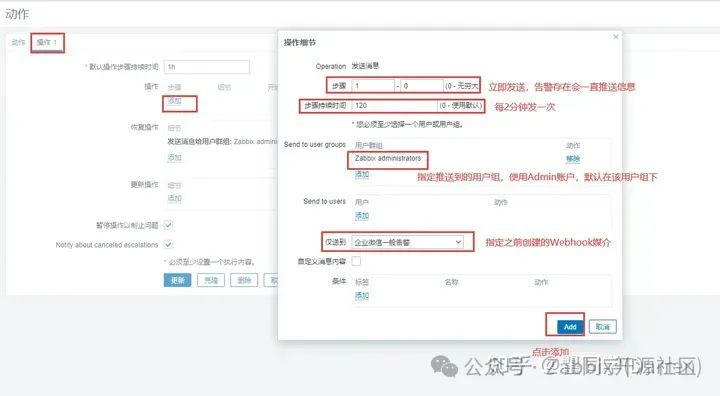 动作
动作 操作 1
* 默认操作步骤持续时间 1h
操作 步骤 细节 开始
添加
恢复操作 细节
发送消息给用户群组: Zabbix admini
添加
更新操作 细节
添加
暂停操作以制止问题
Notify about canceled escalations
* 必须至少设置一个执行内容。
更新 克隆 删除 取
操作细节
Operation 发送消息
步骤 1 - 0 (0 - 无穷大
立即发送，告警存在会一直推送信息
步骤持续时间 120 (0 - 使用默认)
每2分钟发一次
* 您必须至少选择一个用户或用户组。
Send to user groups 用户群组 动作
Zabbix administrators 移除
添加
指定推送到的用户组，使用Admin账户，默认在该用户组下
Send to users 用户 动作
添加
仅送到 企业微信一般告警
指定之前创建的Webhook媒介
自定义消息内容
条件 标签 名称 动作
添加
Add 取消
点击添加
公众号 · Zabbix开源社区